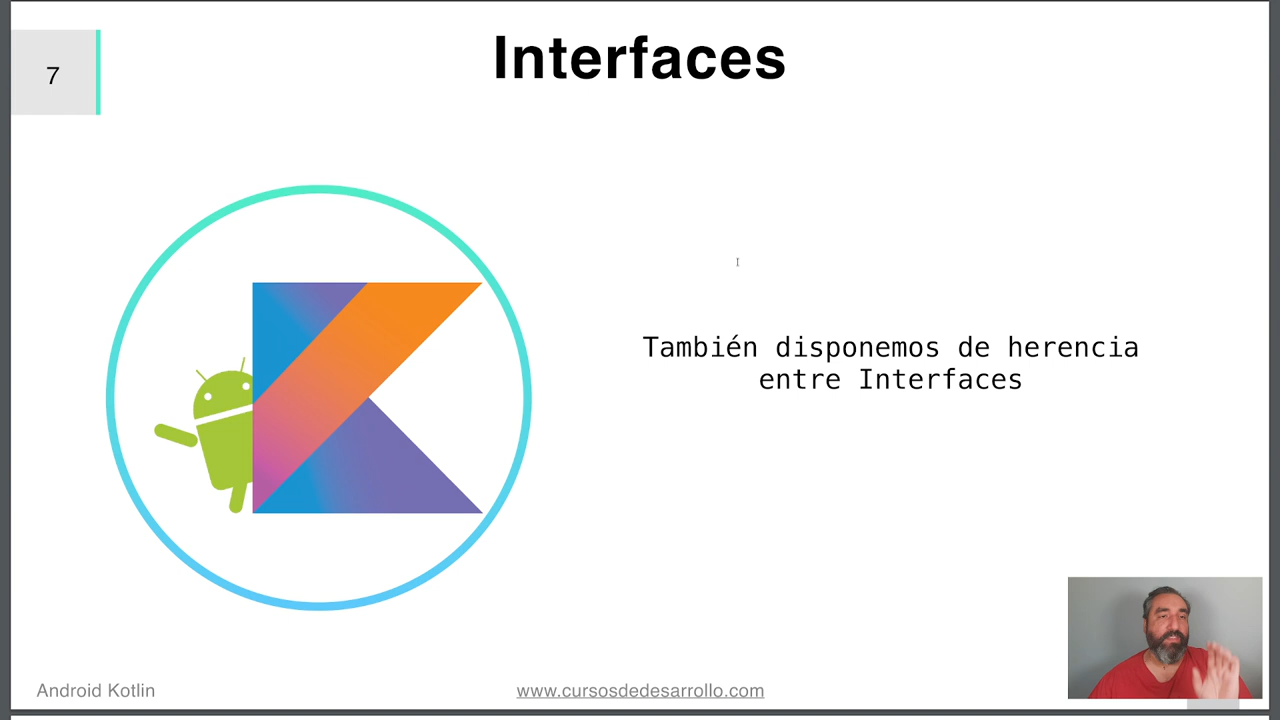 7
Interfaces
También disponemos de herencia
entre Interfaces
Android Kotlin
www.cursosdedesarrollo.com